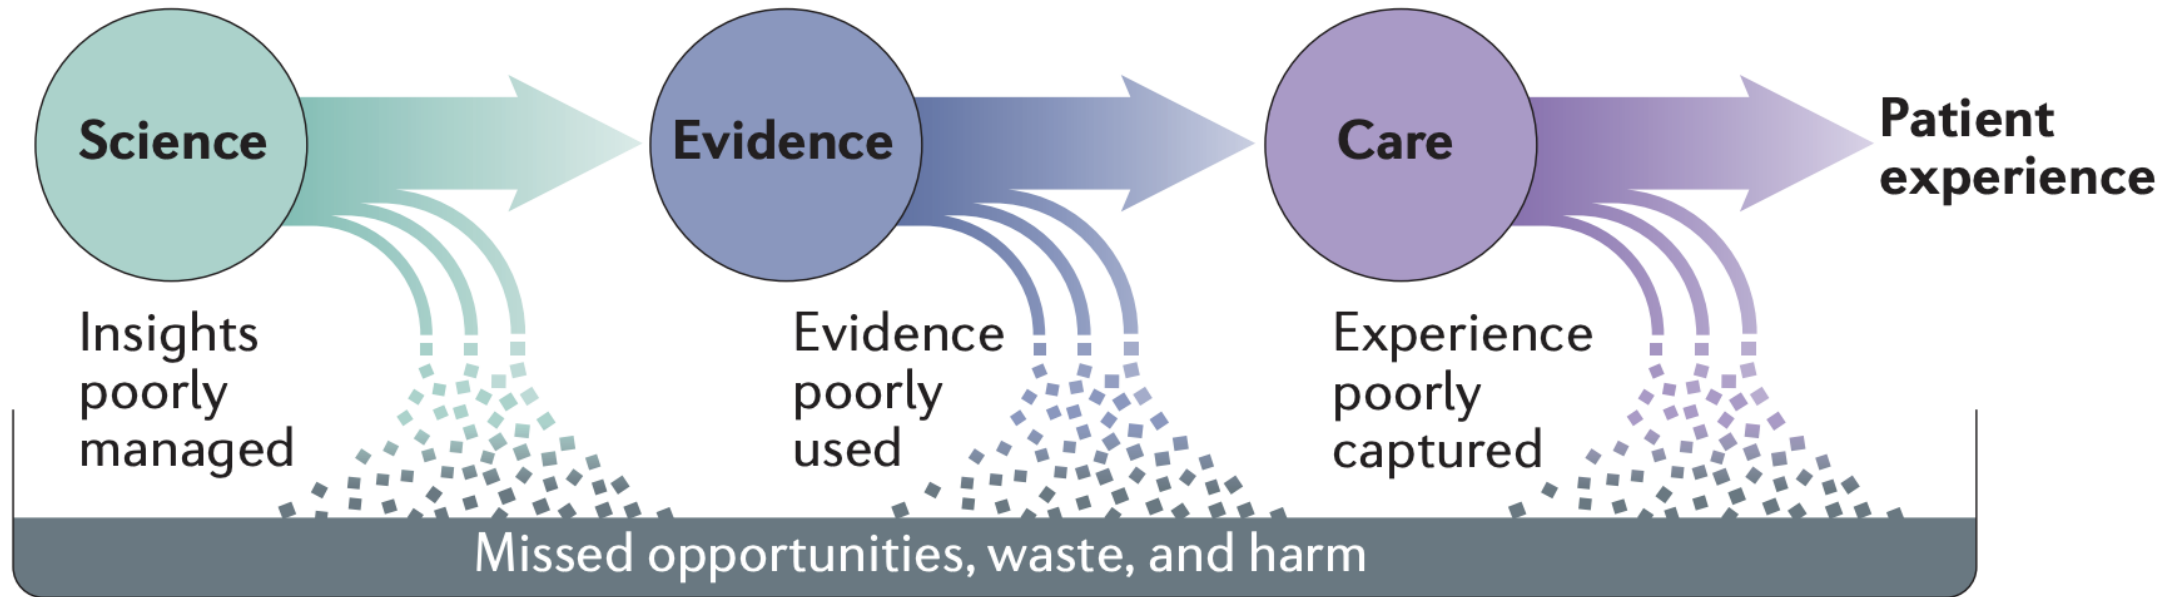 Science
Evidence
Care
Patient
experience
Insights
poorly
managed
Evidence
poorly
used
Experience
poorly
captured
Missed opportunities, waste, and harm